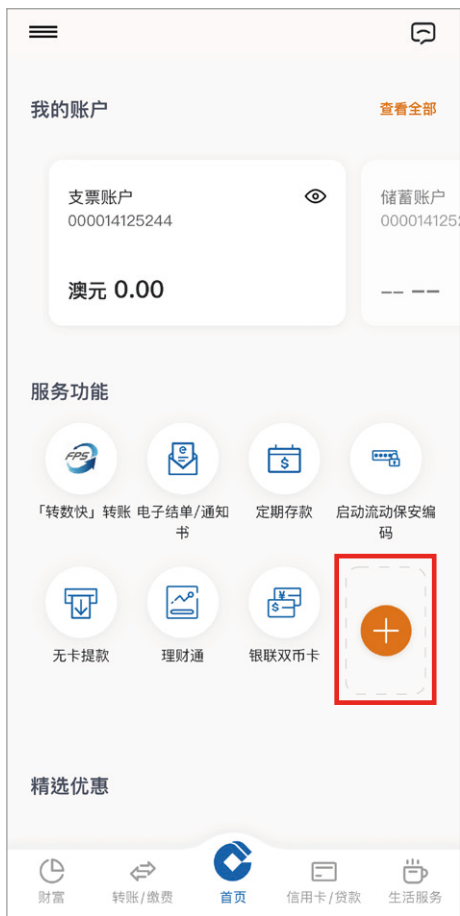 我的账户
查看全部
支票账户
000014125244
澳元 0.00
储蓄账户
000014125
-- --
服务功能
FPS
「转数快」转账
电子结单/通知
书
定期存款
启动流动保安编
码
无卡提款
理财通
银联双币卡
精选优惠
财富
转账/缴费
首页
信用卡/贷款
生活服务